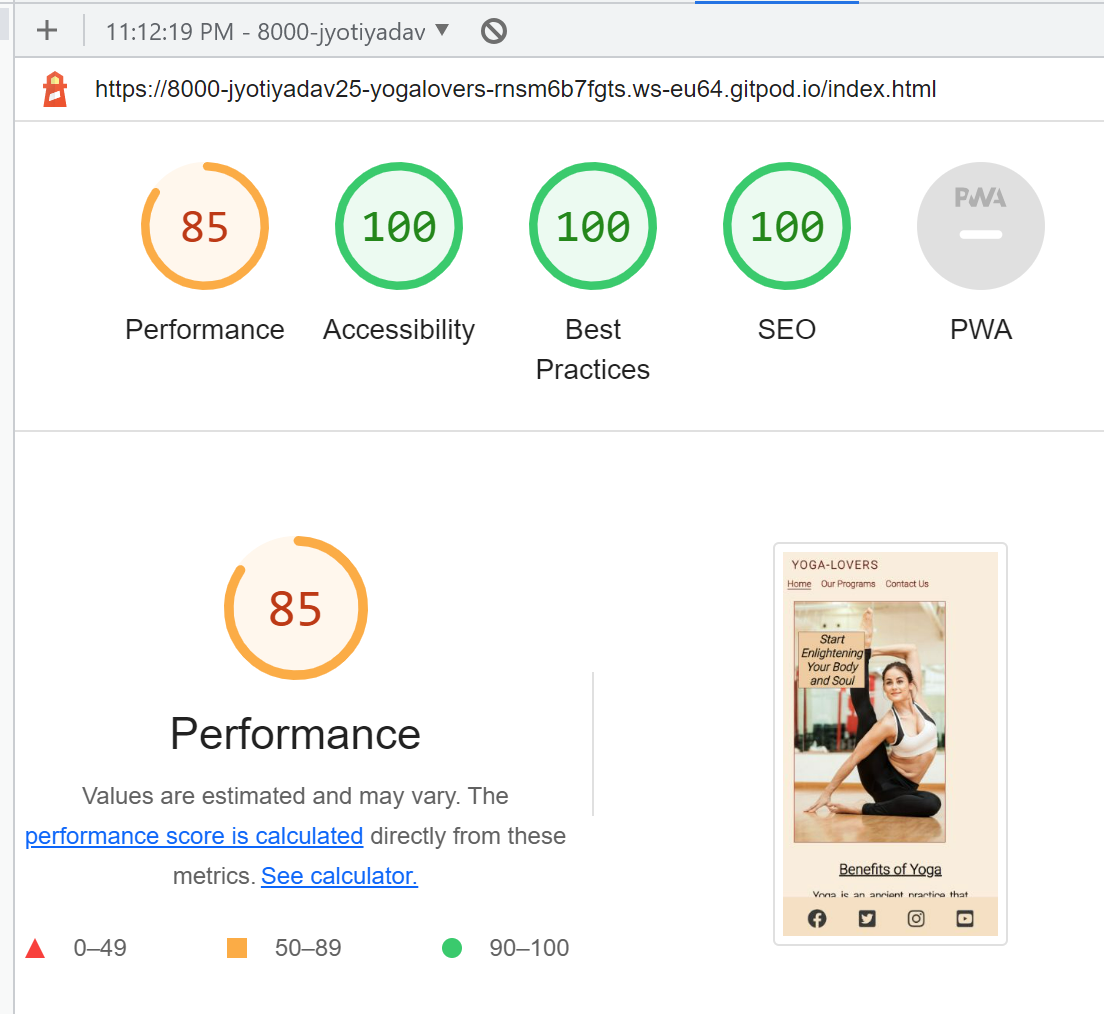 11:12:19 PM - 8000-jyotiyadav
https://8000-jyotiyadav25-yogalovers-rnsm6b7fgts.ws-eu64.gitpod.io/index.html
85
100
100
100
PWA
Performance
Accessibility
Best
Practices
SEO
PWA
85
Performance
Values are estimated and may vary. The
performance score is calculated directly from these
metrics. See calculator.
0–49
50–89
90–100
YOGA-LOVERS
Home Our Programs Contact Us
Start
Enlightening
Your Body
and Soul
Benefits of Yoga
Yoga is an ancient practice that